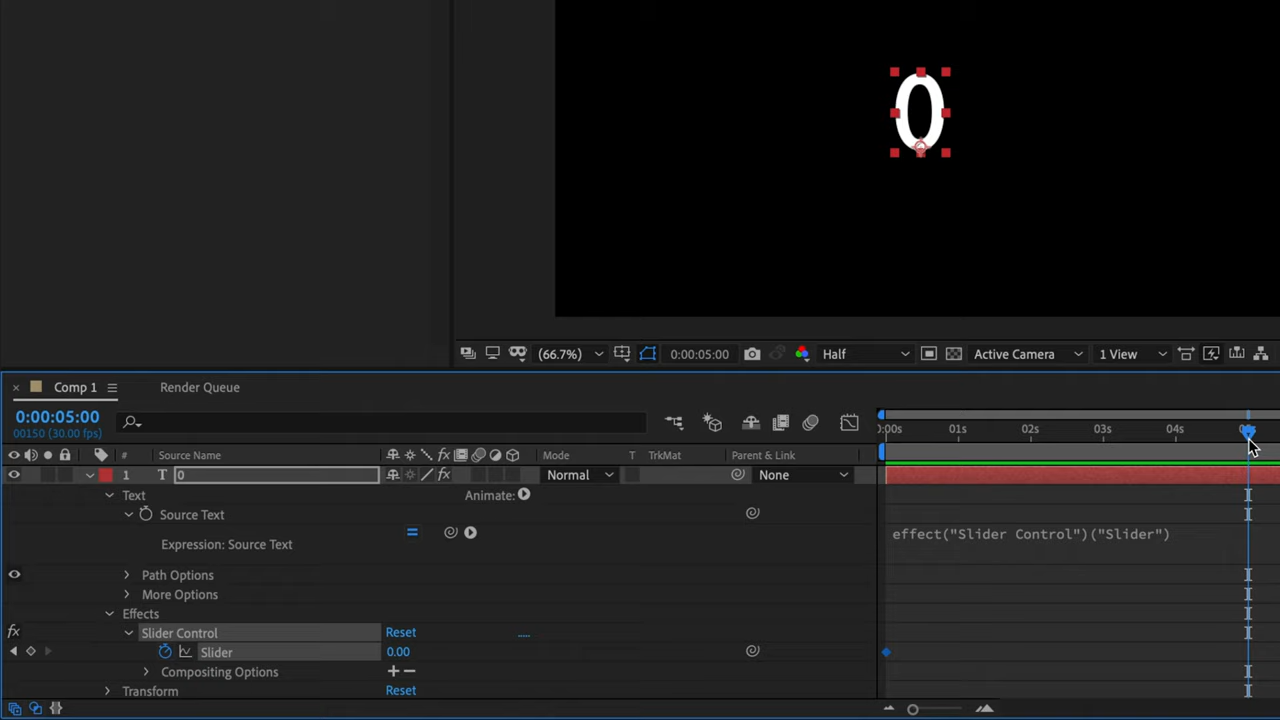 0
(66.7%)
0:00:05:00
Half
Active Camera
1 View
Comp 1
Render Queue
0:00:05:00
00150 (30.00 fps)
:00s 01s 02s 03s 04s
# Source Name Mode T TrkMat Parent & Link
1 T 0 Normal None
Text Animate:
Source Text
effect("Slider Control")("Slider")
Expression: Source Text
Path Options
More Options
Effects
fx Slider Control Reset .....
Slider 0.00
Compositing Options
Transform Reset